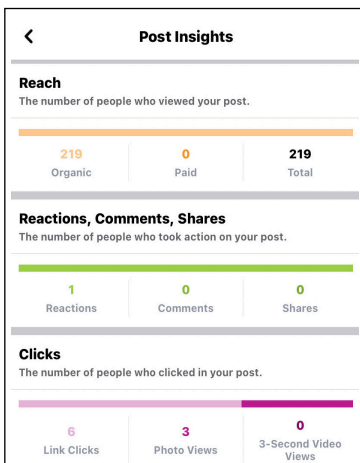 Post Insights
Reach
The number of people who viewed your post.
219 0 219
Organic Paid Total
Reactions, Comments, Shares
The number of people who took action on your post.
1 0 0
Reactions Comments Shares
Clicks
The number of people who clicked in your post.
6 3 0
Link Clicks Photo Views 3-Second Video
Views